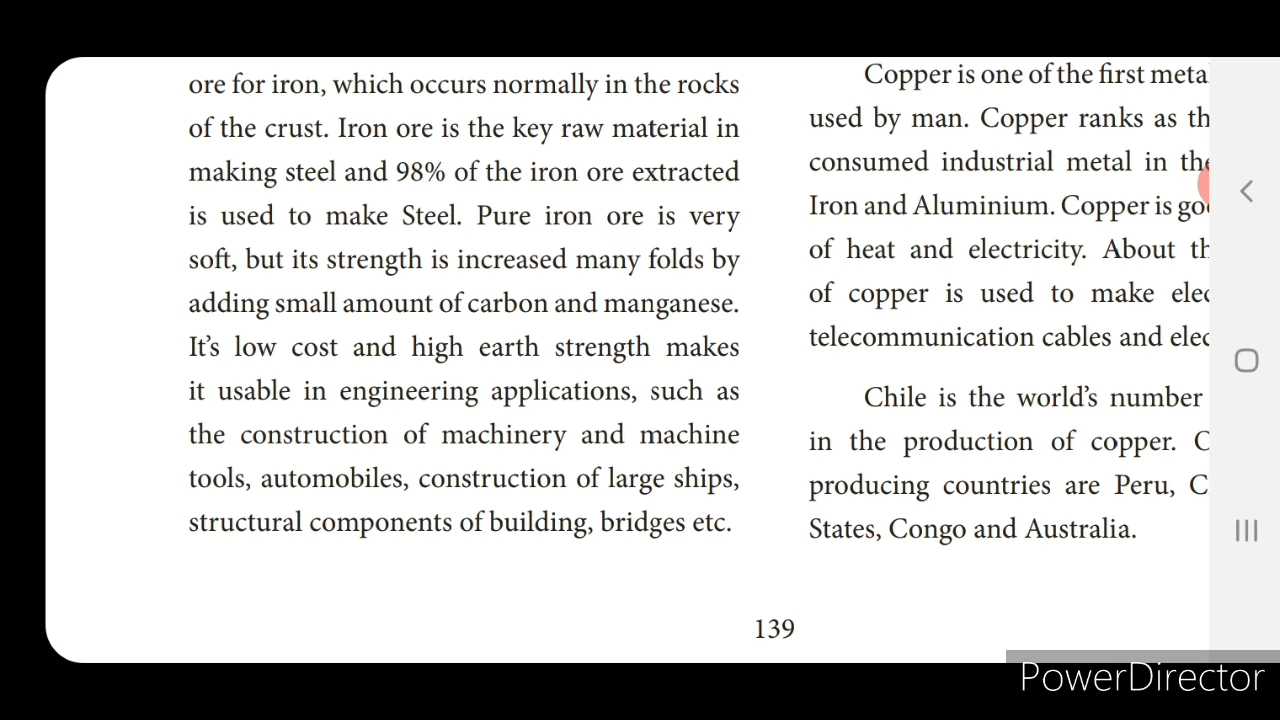 ore for iron, which occurs normally in the rocks
of the crust. Iron ore is the key raw material in
making steel and 98% of the iron ore extracted
is used to make Steel. Pure iron ore is very
soft, but its strength is increased many folds by
adding small amount of carbon and manganese.
It's low cost and high earth strength makes
it usable in engineering applications, such as
the construction of machinery and machine
tools, automobiles, construction of large ships,
structural components of building, bridges etc.
Copper is one of the first
used by man. Copper ranks as
consumed industrial metal in
Iron and Aluminium. Copper is
of heat and electricity. About
of copper is used to make
telecommunication cables and
Chile is the world's number
in the production of copper.
producing countries are Peru,
States, Congo and Australia.
139
PowerDirector